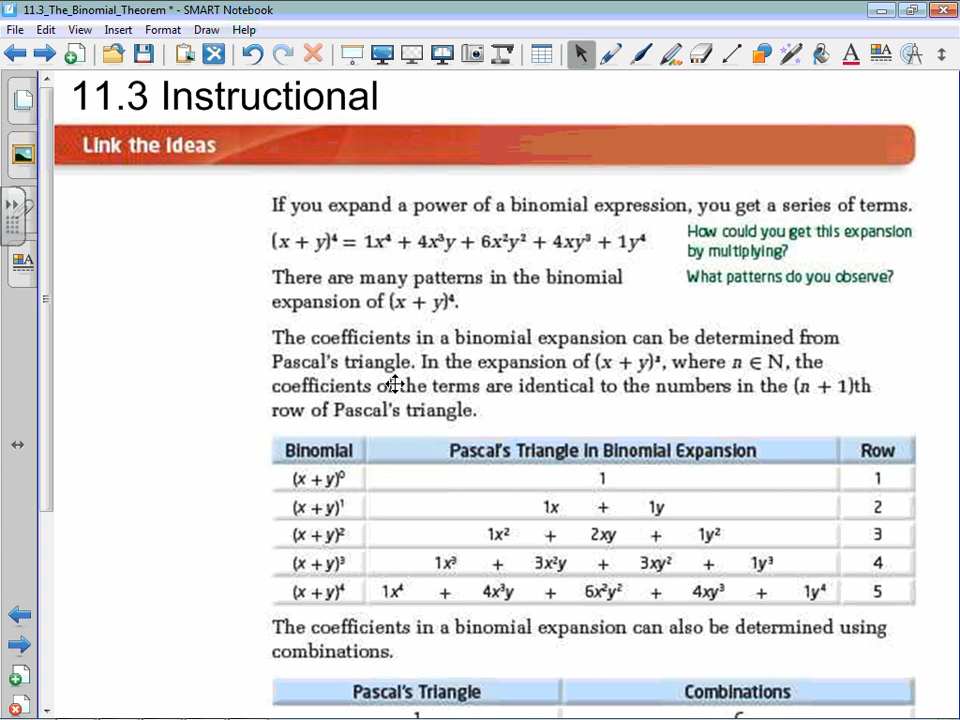 11.3_The_Binomial_Theorem * - SMART Notebook
File Edit View Insert Format Draw Help
11.3 Instructional
Link the Ideas
If you expand a power of a binomial expression, you get a series of terms.
(x + y)⁴ = 1x⁴ + 4x³y + 6x²y² + 4xy³ + 1y⁴
How could you get this expansion
by multiplying?
There are many patterns in the binomial
What patterns do you observe?
expansion of (x + y)⁴.
The coefficients in a binomial expansion can be determined from
Pascal's triangle. In the expansion of (x + y)ⁿ, where n ∈ N, the
coefficients of the terms are identical to the numbers in the (n + 1)th
row of Pascal's triangle.
Binomial Pascal's Triangle in Binomial Expansion Row
(x + y)⁰ 1 1
(x + y)¹ 1x + 1y 2
(x + y)² 1x² + 2xy + 1y² 3
(x + y)³ 1x³ + 3x²y + 3xy² + 1y³ 4
(x + y)⁴ 1x⁴ + 4x³y + 6x²y² + 4xy³ + 1y⁴ 5
The coefficients in a binomial expansion can also be determined using
combinations.
Pascal's Triangle Combinations